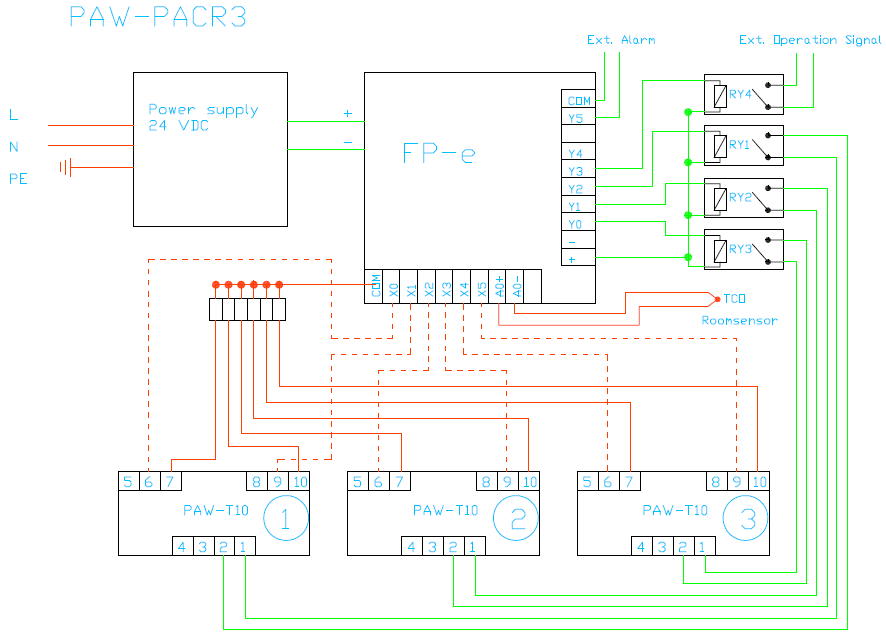 PAW-PACR3
Ext. Alarm
Ext. Operation Signal
L
N
PE
Power supply
24 VDC
+
-
FP-e
COM
Y5
Y4
Y3
Y2
Y1
Y0
-
+
RY4
RY1
RY2
RY3
COM X0 X1 X2 X3 X4 X5 A0+ A0-
TC0
Roomsensor
5 6 7 8 9 10
PAW-T10 1
4 3 2 1
5 6 7 8 9 10
PAW-T10 2
4 3 2 1
5 6 7 8 9 10
PAW-T10 3
4 3 2 1